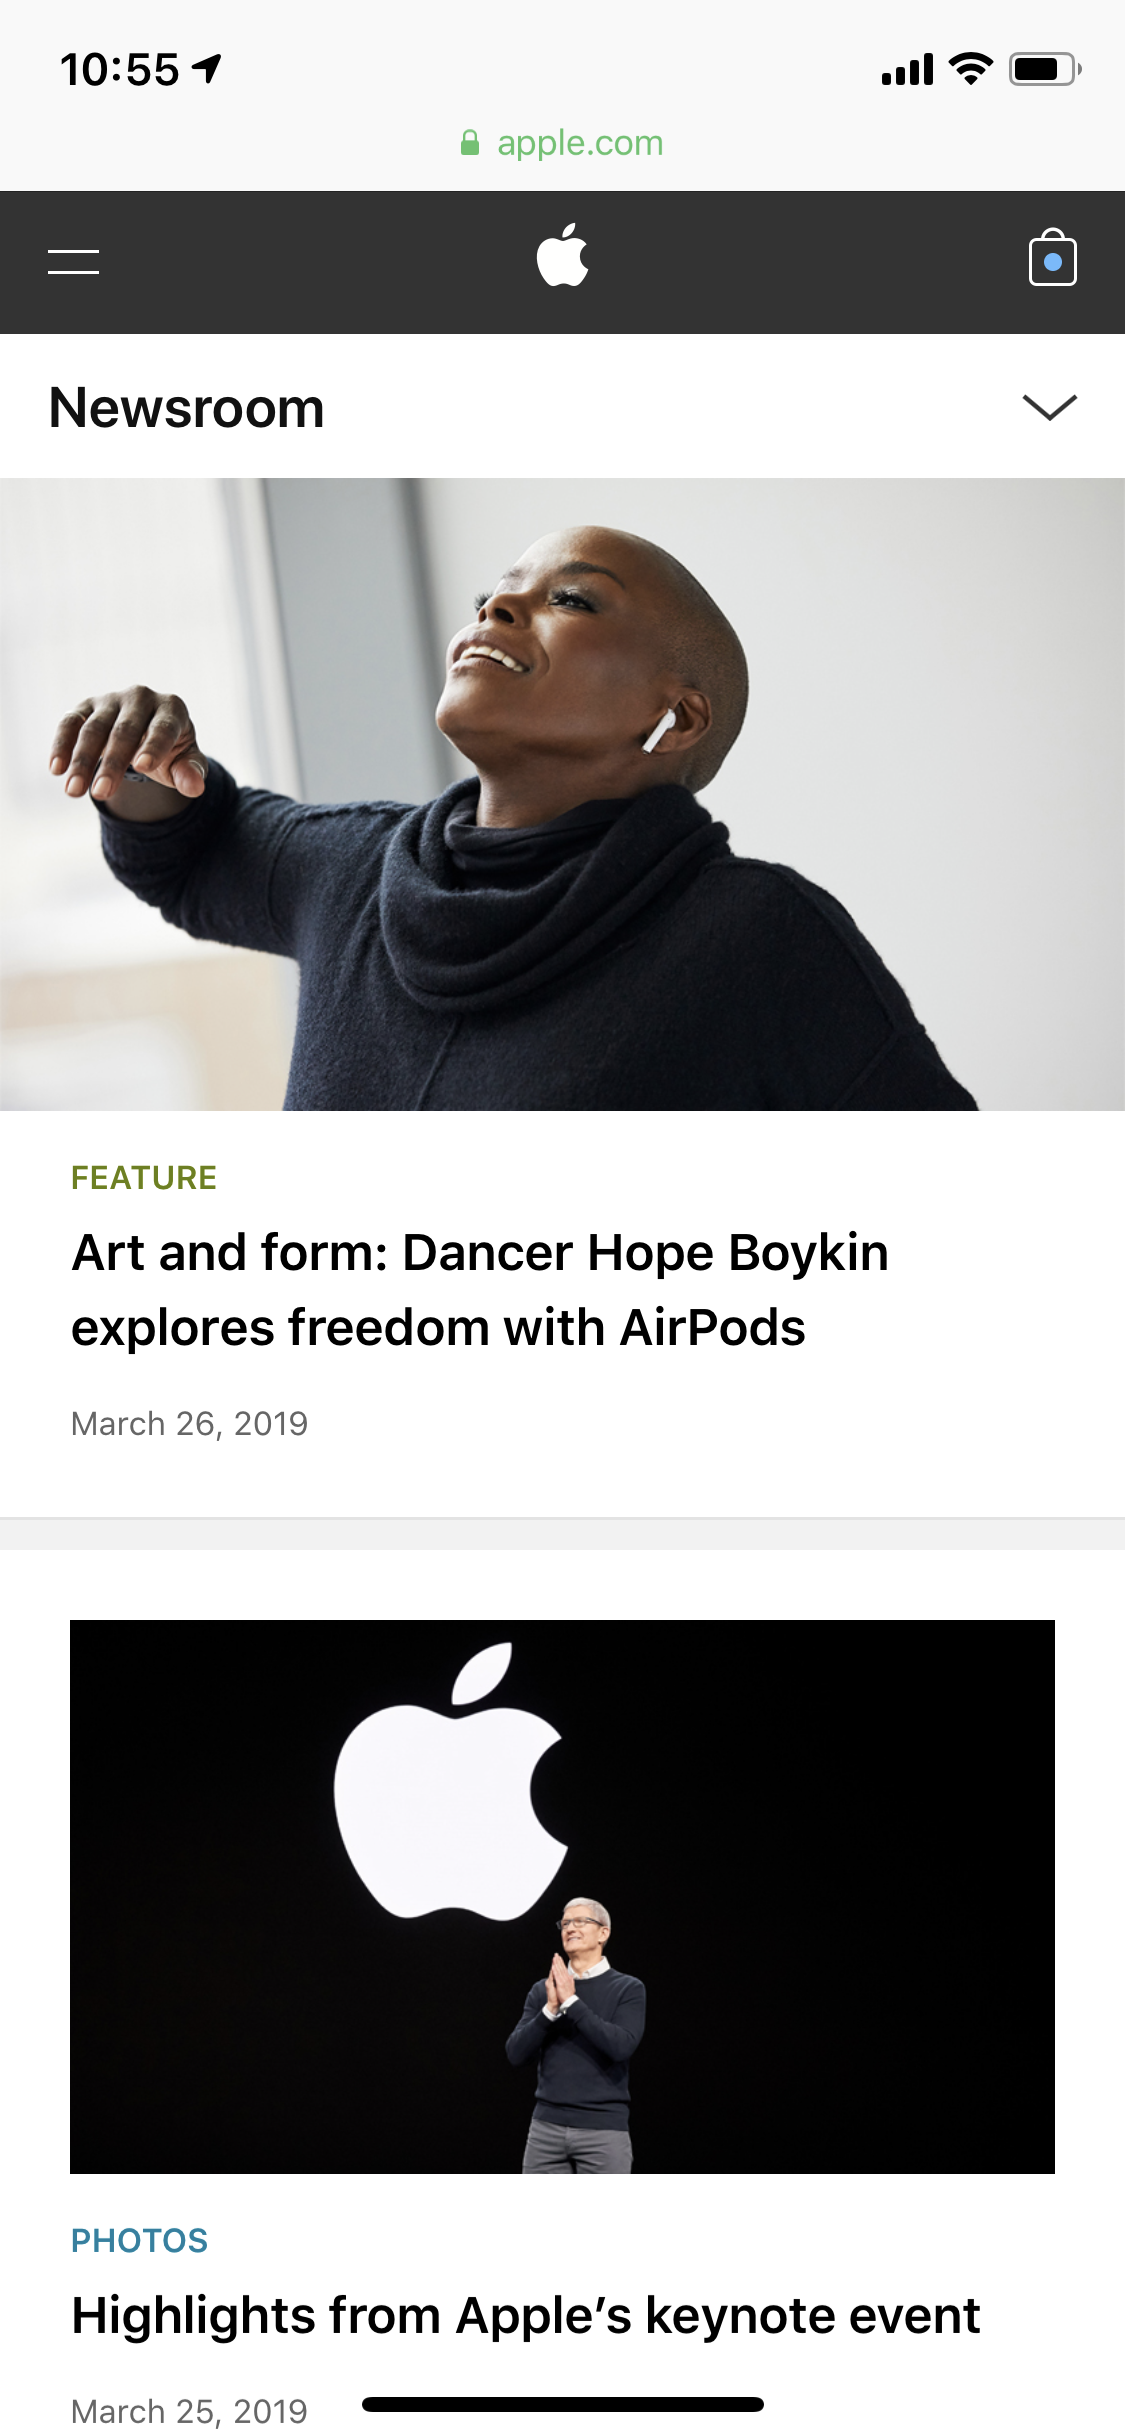 10:55
apple.com
Newsroom
FEATURE
Art and form: Dancer Hope Boykin
explores freedom with AirPods
March 26, 2019
PHOTOS
Highlights from Apple’s keynote event
March 25, 2019